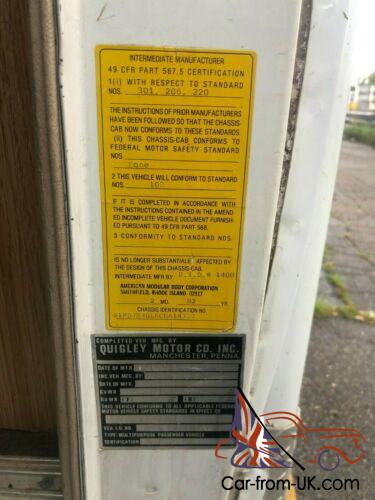 INTERMEDIATE MANUFACTURER
49 CFR PART 567.5 CERTIFICATION
1(i) WITH RESPECT TO STANDARD
NOS. 301, 206, 220
THE INSTRUCTIONS OF PRIOR MANUFACTURERS
HAVE BEEN FOLLOWED SO THAT THE CHASSIS-
CAB NOW CONFORMS TO THESE STANDARDS.
(ii) THIS CHASSIS-CAB CONFORMS TO
FEDERAL MOTOR SAFETY STANDARD
NOS. None
2 THIS VEHICLE WILL CONFORM TO STANDARD
NOS. 108
IF IT IS COMPLETED IN ACCORDANCE WITH
THE INSTRUCTIONS CONTAINED IN THE AMEND-
ED INCOMPLETE VEHICLE DOCUMENT FURNISH-
ED PURSUANT TO 49 CFR PART 568.
3 CONFORMITY TO STANDARD NOS.
IS NO LONGER SUBSTANTIALLY AFFECTED BY
THE DESIGN OF THIS CHASSIS CAB.
INTERMEDIATE MFR BY 1400
AMERICAN MODULAR BODY CORPORATION
SMITHFIELD, RHODE ISLAND 02917
2 MO. 82 YR.
CHASSIS IDENTIFICATION NO.
COMPLETED VEH. MFG. BY:
QUIGLEY MOTOR CO. INC.
MANCHESTER, PENNA.
DATE OF MFR
INC. VEH. MFG. BY:
DATE OF MFR
GVWR
THIS VEHICLE CONFORMS TO ALL APPLICABLE FEDERAL
MOTOR VEHICLE SAFETY STANDARDS IN EFFECT
VEH. I.D. NO.
TYPE: MULTIPURPOSE PASSENGER VEHICLE
CERTIFICATION
Car-from-UK.com